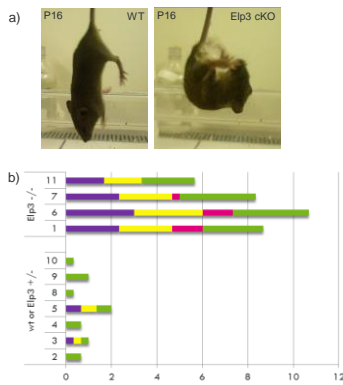 a)
P16 WT
P16 Elp3 cKO
b)
Elp3 -/-
11
7
6
1
wt or Elp3 +/-
10
9
8
5
4
3
2
0 2 4 6 8 10 12